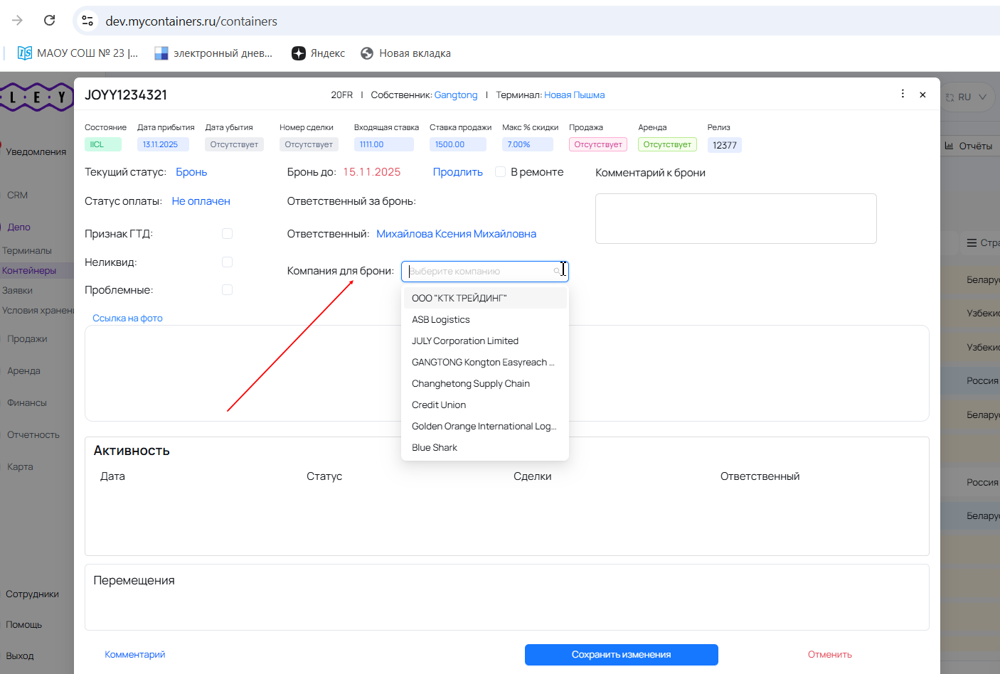 dev.mycontainers.ru/containers
МАОУ СОШ № 23 |,...
электронный днев...
Яндекс
Новая вкладка
LEY
JOYY1234321
20FR | Собственник: Gangtong | Терминал: Новая Пышма
RU
Состояние Дата прибытия Дата убытия Номер сделки Входящая ставка Ставка продажи Макс % скидки Продажа Аренда Релиз
IICL 13.11.2025 Отсутствует Отсутствует 1111.00 1500.00 7.00% Отсутствует Отсутствует 12377
Уведомления
Отчёты
Текущий статус: Бронь
Бронь до: 15.11.2025 Продлить В ремонте
Комментарий к брони
CRM
Статус оплаты: Не оплачен
Ответственный за бронь:
Депо
Признак ГТД:
Ответственный: Михайлова Ксения Михайловна
Терминалы
Стра
Неликвид:
Контейнеры
Компания для брони: Выберите компанию
Беларус
Заявки
Проблемные:
ООО "КТК ТРЕЙДИНГ"
Условия хранени
Узбекис
Ссылка на фото
ASB Logistics
Продажи
JULY Corporation Limited
Узбекис
GANGTONG Kongton Easyreach ...
Аренда
Россия
Changhetong Supply Chain
Финансы
Credit Union
Беларус
Отчетность
Golden Orange International Log...
Blue Shark
Активность
Карта
Дата Статус Сделки Ответственный
Россия
Беларус
Перемещения
Сотрудники
Помощь
Выход
Комментарий
Сохранить изменения
Отменить